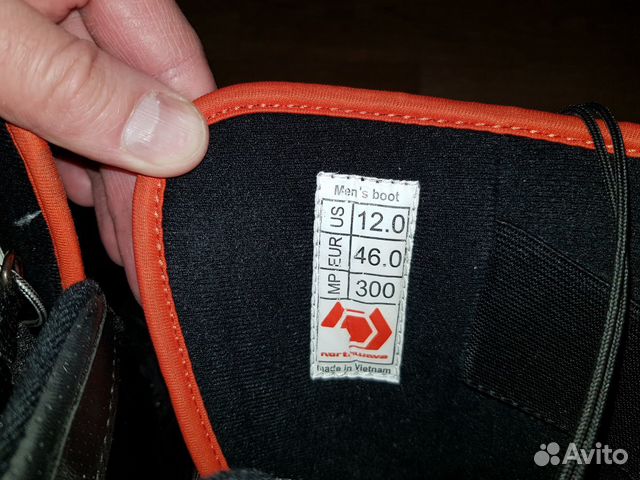 Men's boot
US 12.0
EUR 46.0
MP 300
Northwave
made in Vietnam
Avito